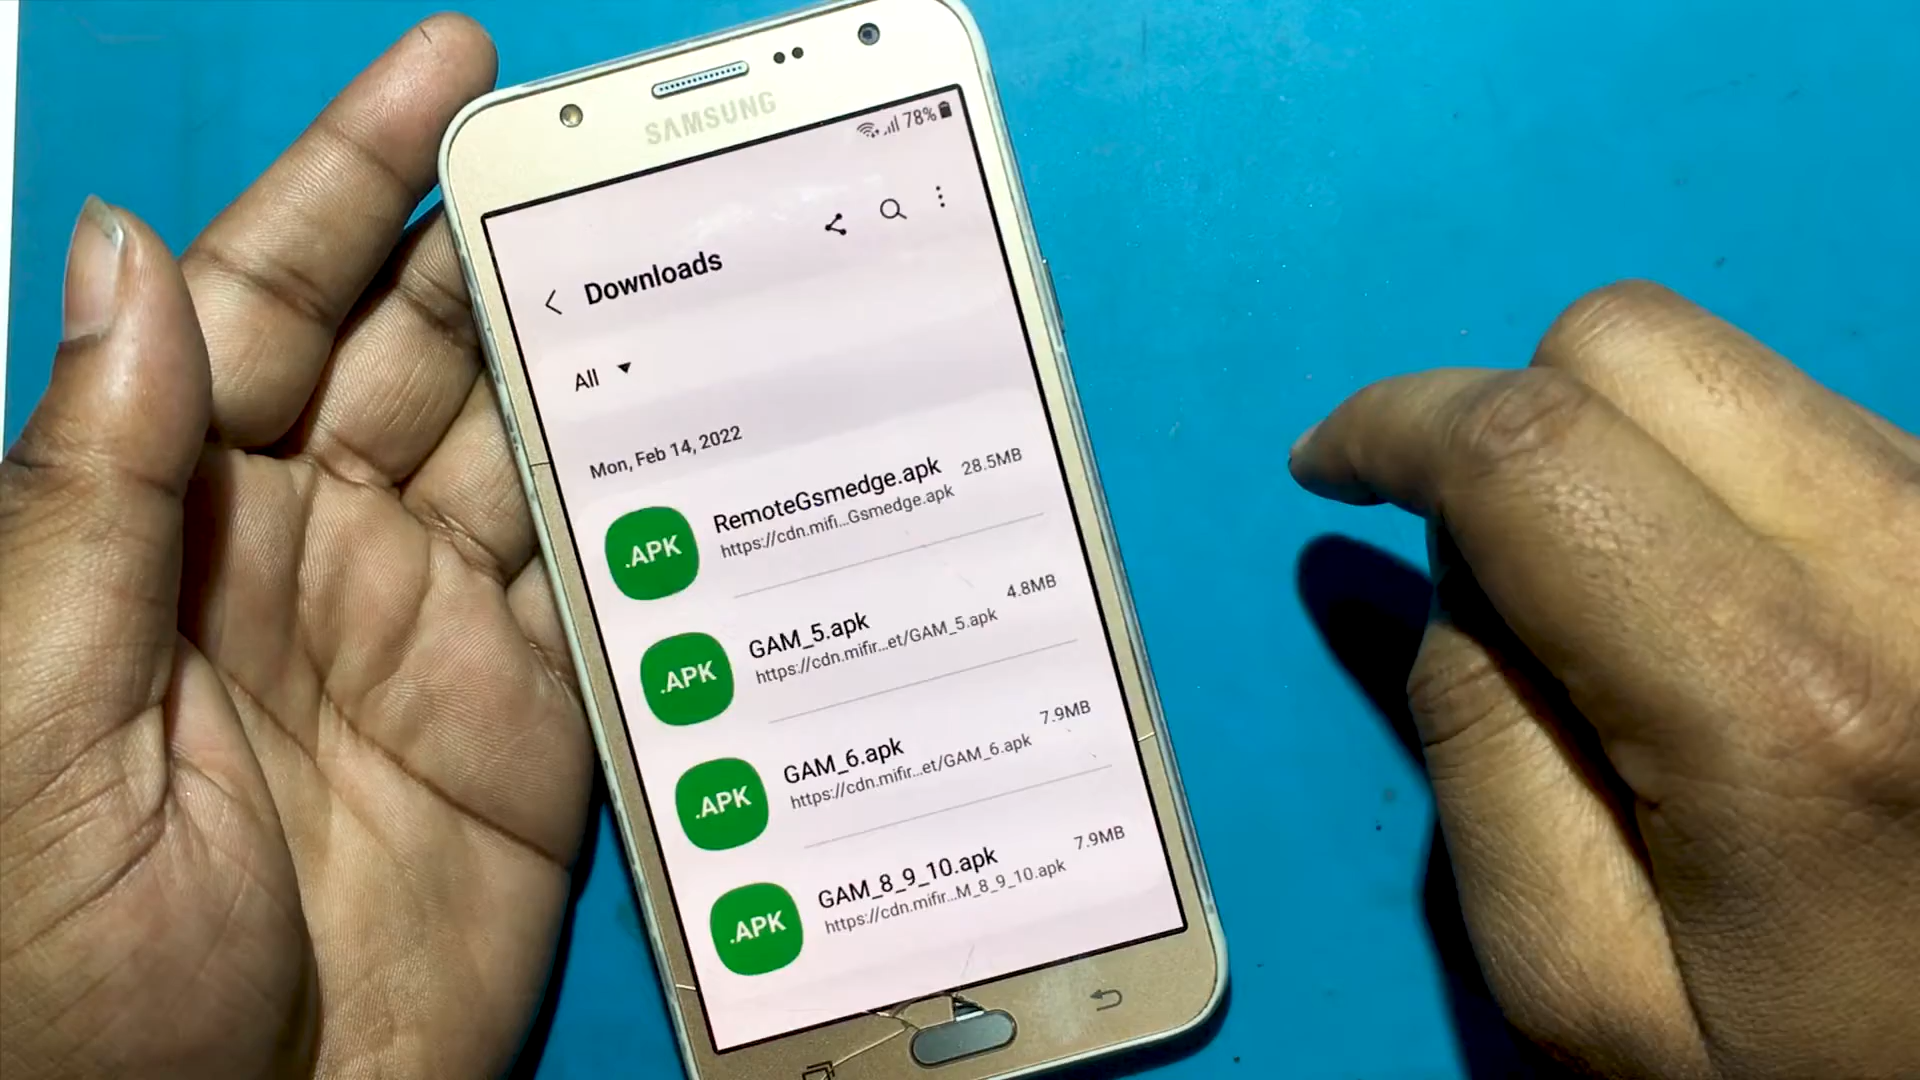 SAMSUNG
78%
Downloads
All
Mon, Feb 14, 2022
.APK
RemoteGsmedge.apk 28.5MB
https://cdn.mifi...Gsmedge.apk
.APK
GAM_5.apk 4.8MB
https://cdn.mifir...et/GAM_5.apk
.APK
GAM_6.apk 7.9MB
https://cdn.mifir...et/GAM_6.apk
.APK
GAM_8_9_10.apk 7.9MB
https://cdn.mifir...M_8_9_10.apk